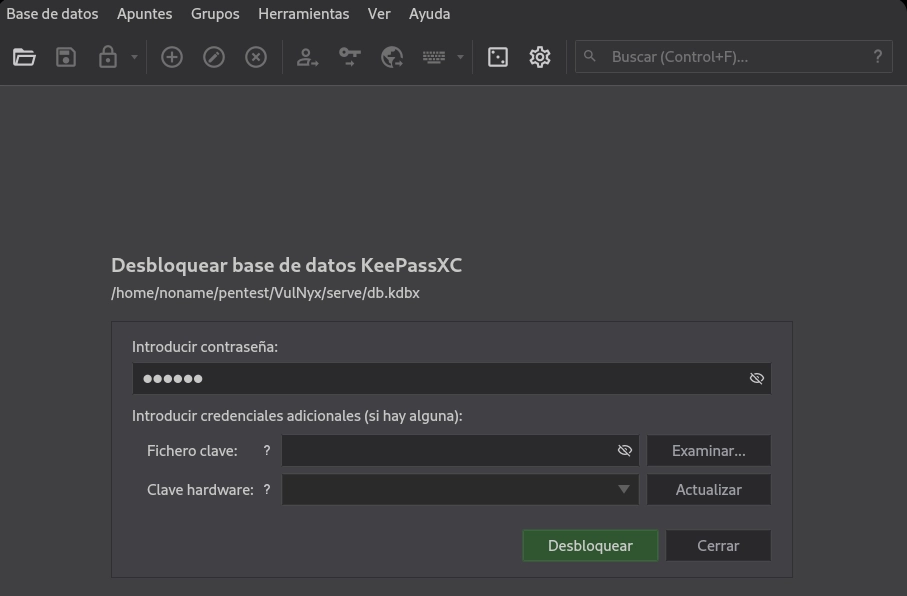 Base de datos Apuntes Grupos Herramientas Ver Ayuda
Buscar (Control+F)... ?
Desbloquear base de datos KeePassXC
/home/noname/pentest/VulNyx/serve/db.kdbx
Introducir contraseña:
●●●●●●
Introducir credenciales adicionales (si hay alguna):
Fichero clave: ? Examinar...
Clave hardware: ? Actualizar
Desbloquear Cerrar